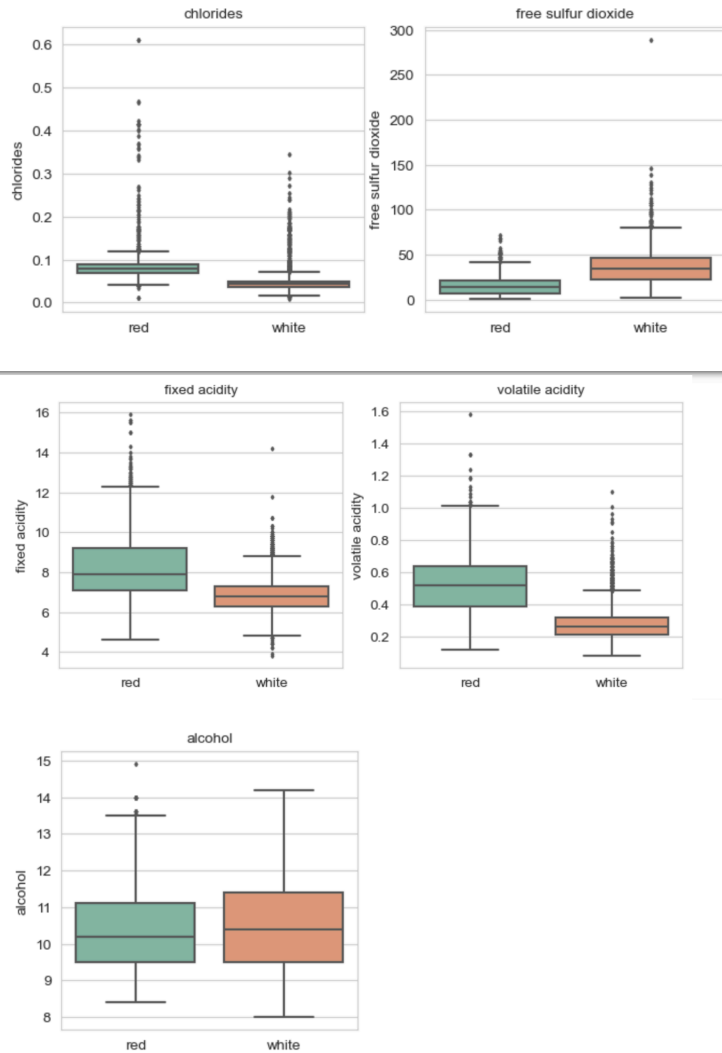 chlorides
0.6
0.5
0.4
0.3
0.2
0.1
0.0
chlorides
red
white
free sulfur dioxide
300
250
200
150
100
50
0
free sulfur dioxide
red
white
fixed acidity
16
14
12
10
8
6
4
fixed acidity
red
white
volatile acidity
1.6
1.4
1.2
1.0
0.8
0.6
0.4
0.2
volatile acidity
red
white
alcohol
15
14
13
12
11
10
9
8
alcohol
red
white